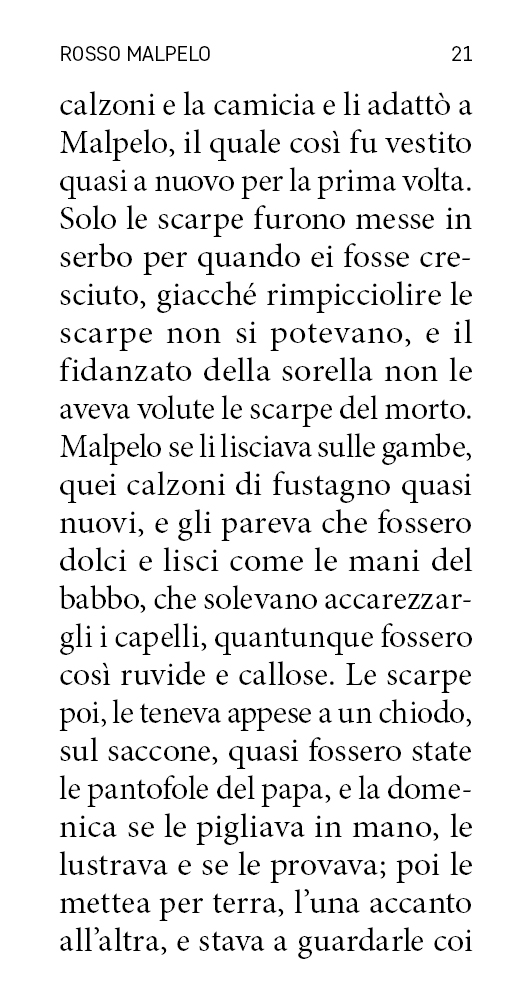 ROSSO MALPELO 21
calzoni e la camicia e li adattò a
Malpelo, il quale così fu vestito
quasi a nuovo per la prima volta.
Solo le scarpe furono messe in
serbo per quando ei fosse cre-
sciuto, giacché rimpicciolire le
scarpe non si potevano, e il
fidanzato della sorella non le
aveva volute le scarpe del morto.
Malpelo se li lisciava sulle gambe,
quei calzoni di fustagno quasi
nuovi, e gli pareva che fossero
dolci e lisci come le mani del
babbo, che solevano accarezzar-
gli i capelli, quantunque fossero
così ruvide e callose. Le scarpe
poi, le teneva appese a un chiodo,
sul saccone, quasi fossero state
le pantofole del papa, e la dome-
nica se le pigliava in mano, le
lustrava e se le provava; poi le
mettea per terra, l’una accanto
all’altra, e stava a guardarle coi